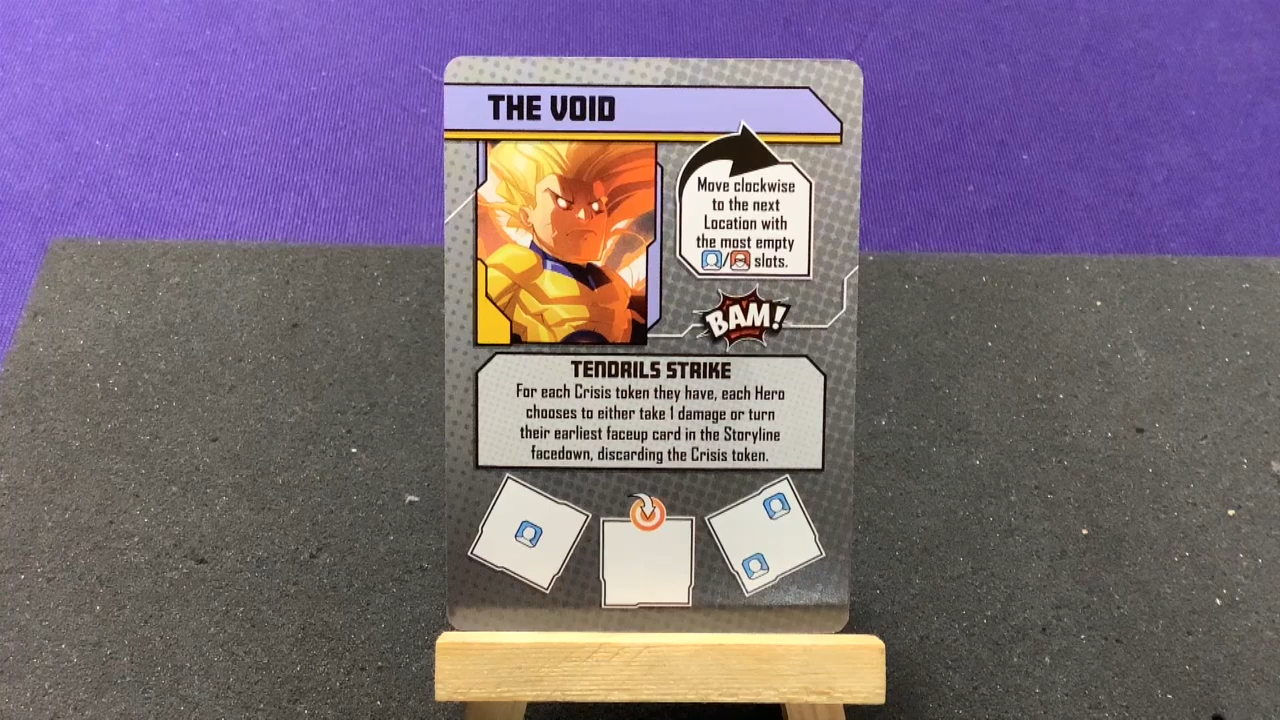 THE VOID
Move clockwise
to the next
Location with
the most empty
/ slots.
BAM!
TENDRILS STRIKE
For each Crisis token they have, each Hero
chooses to either take 1 damage or turn
their earliest faceup card in the Storyline
facedown, discarding the Crisis token.